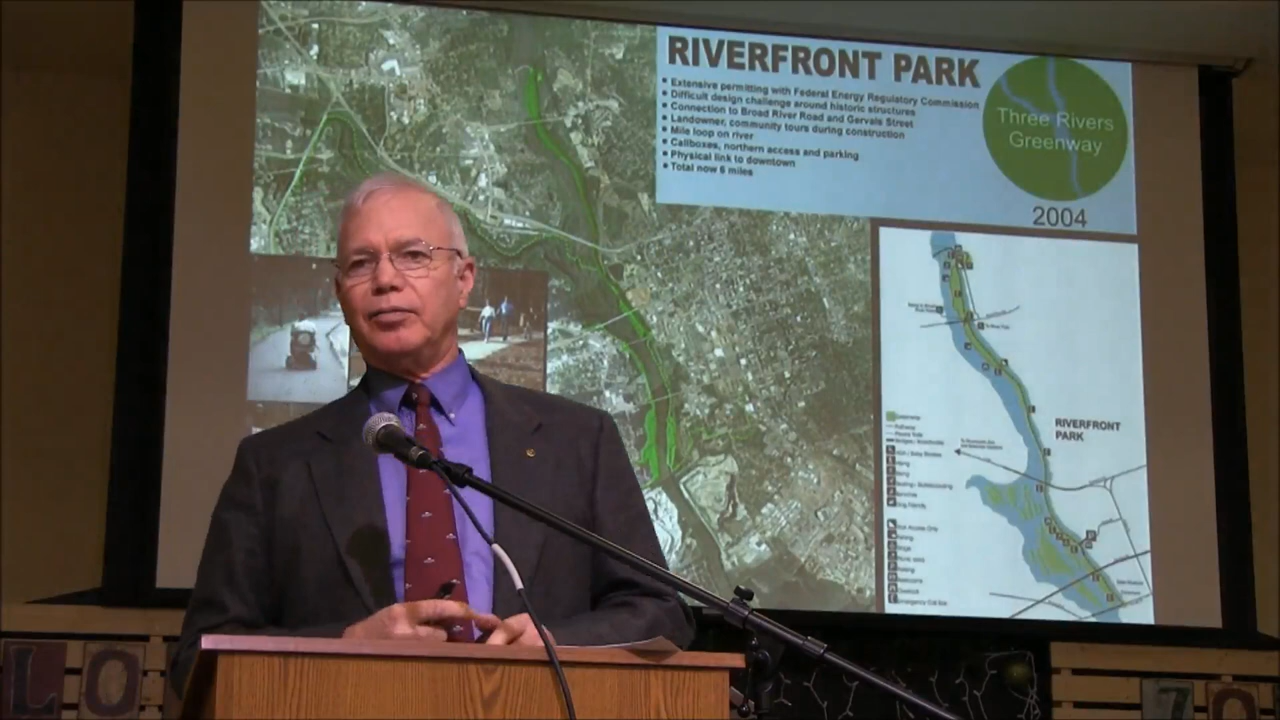 RIVERFRONT PARK
▪ Extensive permitting with Federal Energy Regulatory Commission
▪ Difficult design challenge around historic structures
▪ Connection to Broad River Road and Gervais Street
▪ Landowner, community tours during construction
▪ Mile loop on river
▪ Callboxes, northern access and parking
▪ Physical link to downtown
▪ Total now 6 miles
Three Rivers
Greenway
2004
RIVERFRONT
PARK
LO
70